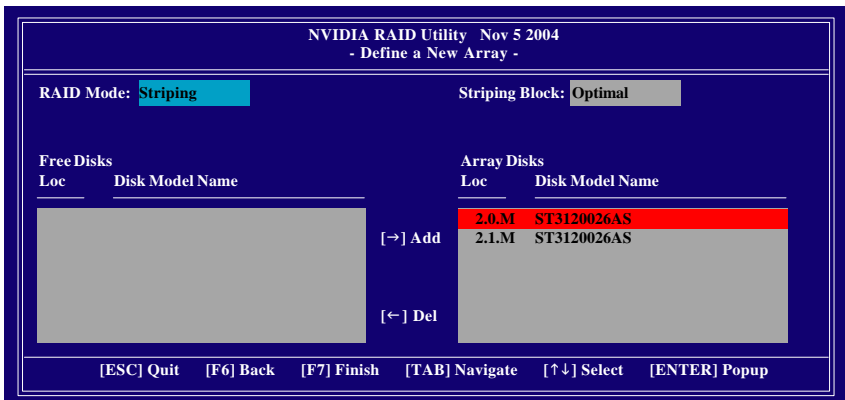 NVIDIA RAID Utility Nov 5 2004
- Define a New Array -
RAID Mode: Striping
Striping Block: Optimal
Free Disks
Loc Disk Model Name
Array Disks
Loc Disk Model Name
2.0.M ST3120026AS
2.1.M ST3120026AS
[→] Add
[←] Del
[ESC] Quit [F6] Back [F7] Finish [TAB] Navigate [↑↓] Select [ENTER] Popup